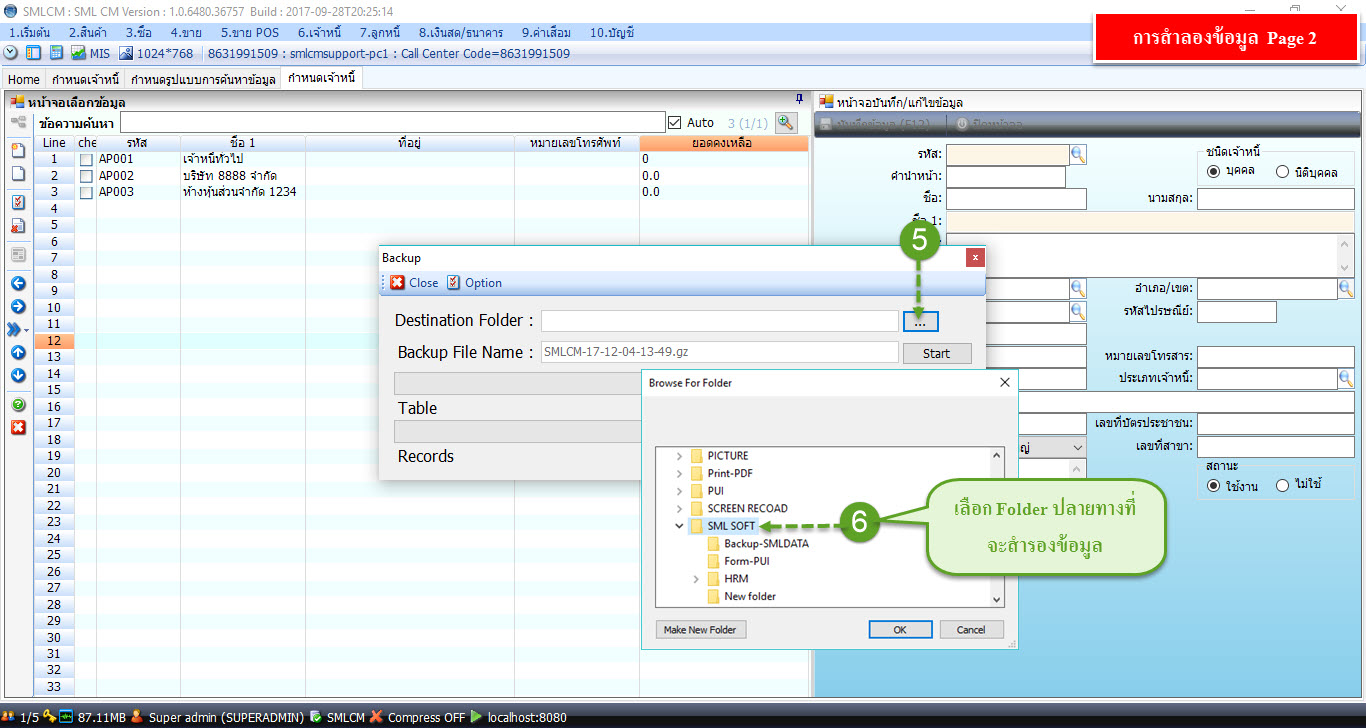 SMLCM : SML CM Version : 1.0.6480.36757 Build : 2017-09-28T20:25:14
1.เริ่มต้น 2.สินค้า 3.ซื้อ 4.ขาย 5.ขาย POS 6.เจ้าหนี้ 7.ลูกหนี้ 8.เงินสด/ธนาคาร 9.ค่าเสื่อม 10.บัญชี
การสำลองข้อมูล Page 2
MIS 1024*768 8631991509 : smlcmsupport-pc1 : Call Center Code=8631991509
Home กำหนดเจ้าหนี้ กำหนดรูปแบบการค้นหาข้อมูล กำหนดเจ้าหนี้
หน้าจอเลือกข้อมูล
ข้อความค้นหา Auto 3 (1/1)
Line che รหัส ชื่อ 1 ที่อยู่ หมายเลขโทรศัพท์ ยอดคงเหลือ
1 AP001 เจ้าหนี้ทั่วไป 0
2 AP002 บริษัท 8888 จำกัด 0.0
3 AP003 ห้างหุ้นส่วนจำกัด 1234 0.0
4
5
6
7
8
9
10
11
12
13
14
15
16
17
18
19
20
21
22
23
24
25
26
27
28
29
30
31
32
33
หน้าจอบันทึก/แก้ไขข้อมูล
บันทึกข้อมูล (F12) ปิดหน้าจอ
รหัส: ชนิดเจ้าหนี้
คำนำหน้า: บุคคล นิติบุคคล
ชื่อ: นามสกุล:
ชื่อ 1:
อำเภอ/เขต:
รหัสไปรษณีย์:
หมายเลขโทรสาร:
ประเภทเจ้าหนี้:
เลขที่บัตรประชาชน:
เลขที่สาขา:
สถานะ
ใช้งาน ไม่ใช้
5
Backup x
Close Option
Destination Folder : ...
Backup File Name : SMLCM-17-12-04-13-49.gz Start
Table
Records
Browse For Folder
PICTURE
Print-PDF
PUI
SCREEN RECOAD
SML SOFT
Backup-SMLDATA
Form-PUI
HRM
New folder
Make New Folder OK Cancel
6
เลือก Folder ปลายทางที่
จะสำรองข้อมูล
1/5 87.11MB Super admin (SUPERADMIN) SMLCM Compress OFF localhost:8080